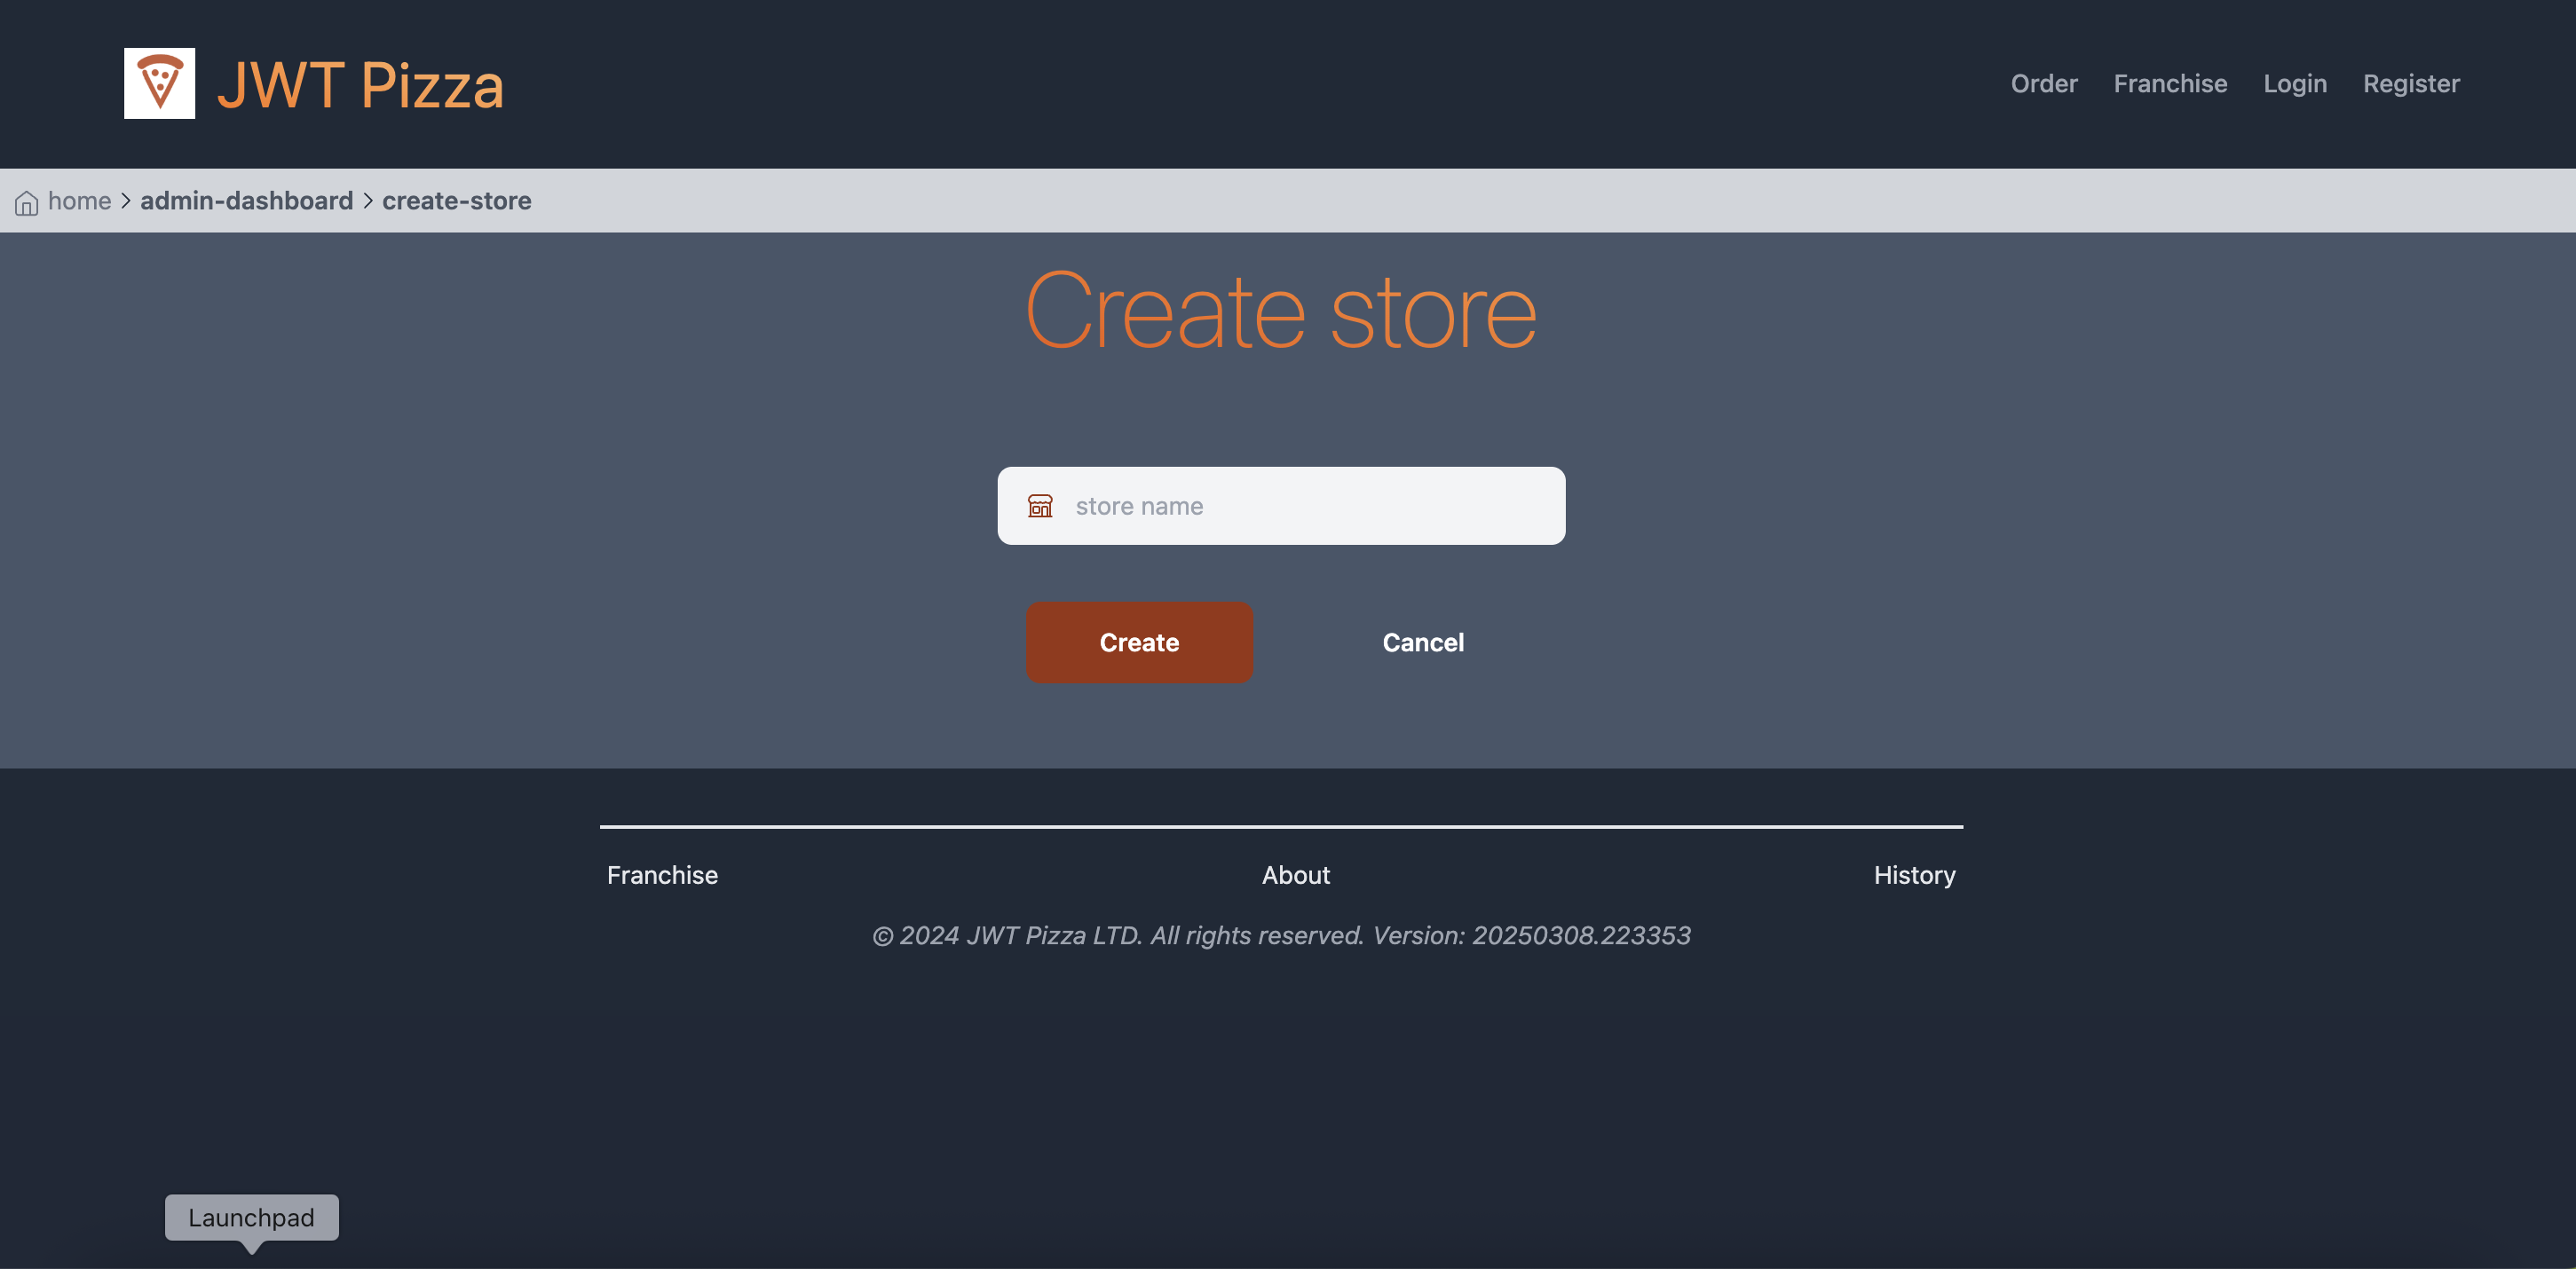 JWT Pizza
Order Franchise Login Register
home > admin-dashboard > create-store
Create store
store name
Create Cancel
Franchise About History
© 2024 JWT Pizza LTD. All rights reserved. Version: 20250308.223353
Launchpad